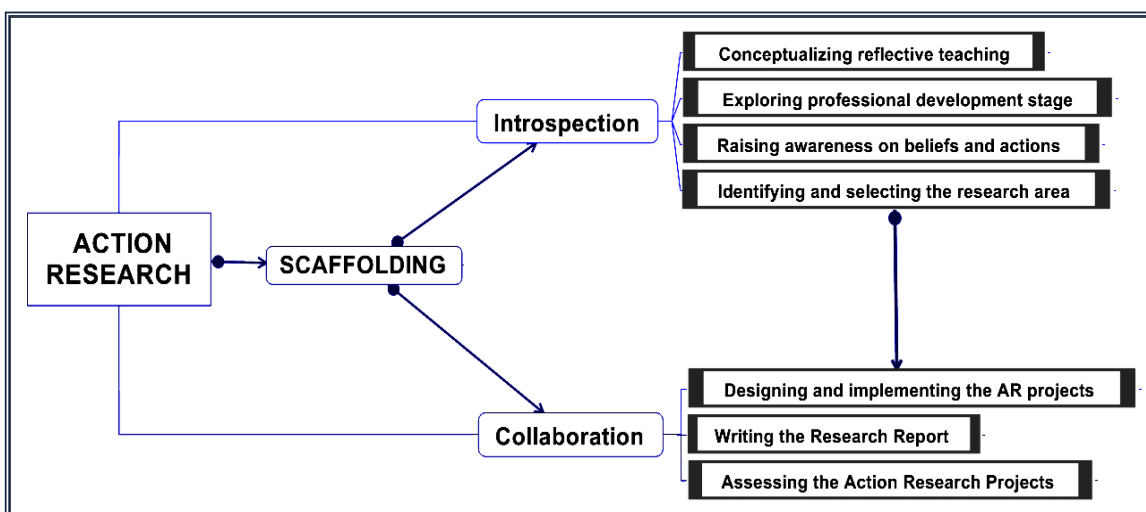 Conceptualizing reflective teaching
Exploring professional development stage
Introspection
Raising awareness on beliefs and actions
Identifying and selecting the research area
ACTION
RESEARCH
SCAFFOLDING
Designing and implementing the AR projects
Collaboration
Writing the Research Report
Assessing the Action Research Projects